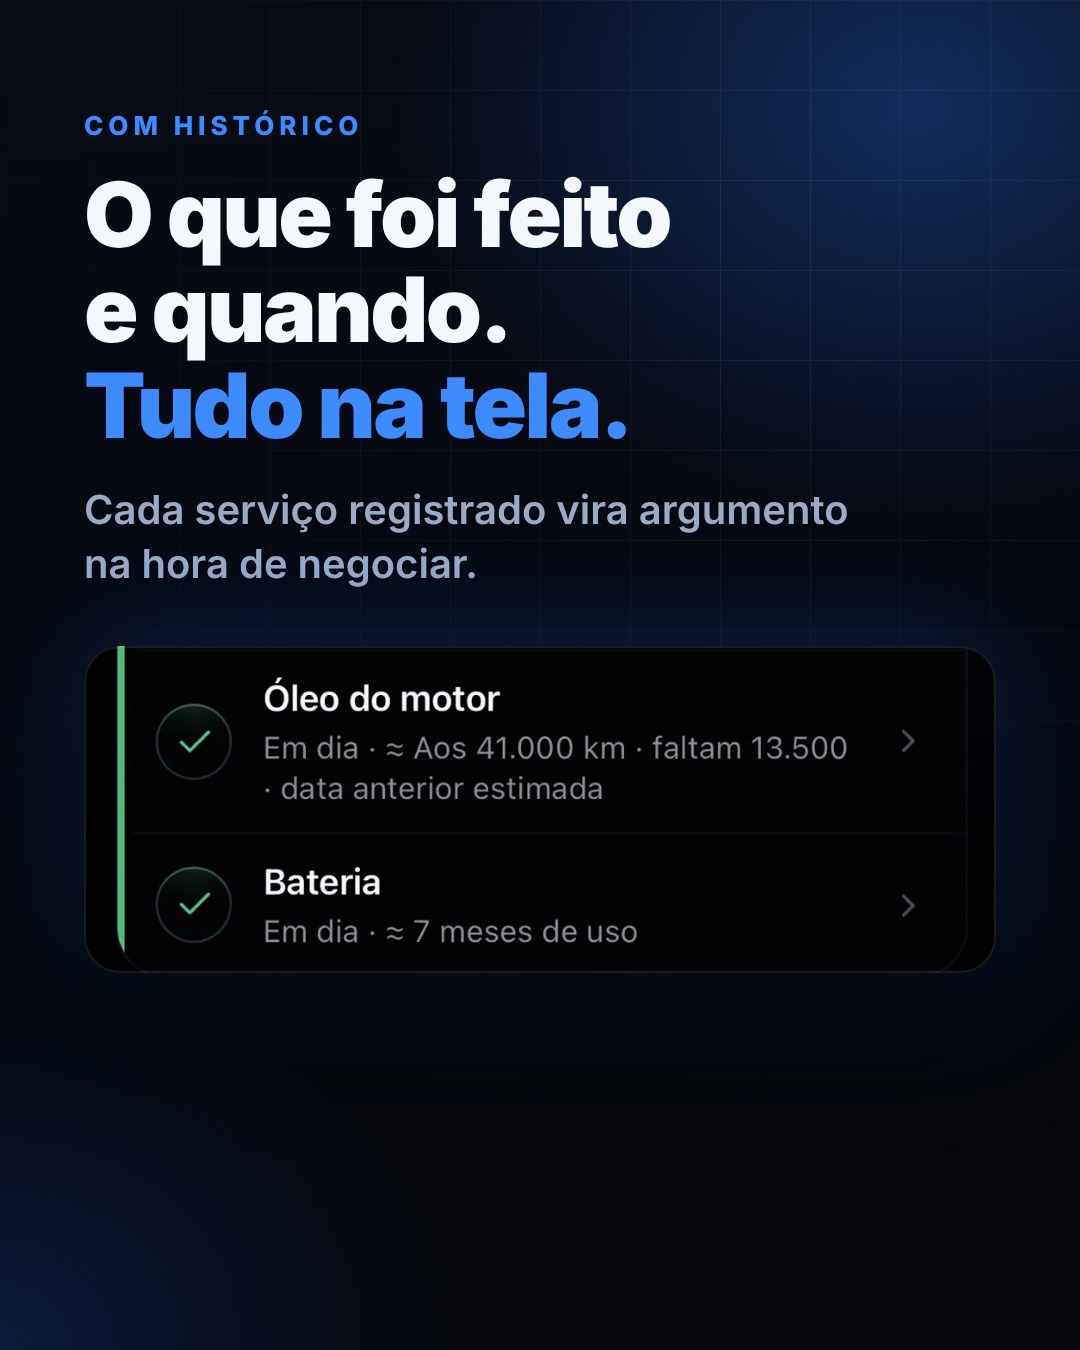 COM HISTÓRICO
O que foi feito
e quando.
Tudo na tela.
Cada serviço registrado vira argumento
na hora de negociar.
Óleo do motor
Em dia · ≈ Aos 41.000 km · faltam 13.500
· data anterior estimada
Bateria
Em dia · ≈ 7 meses de uso